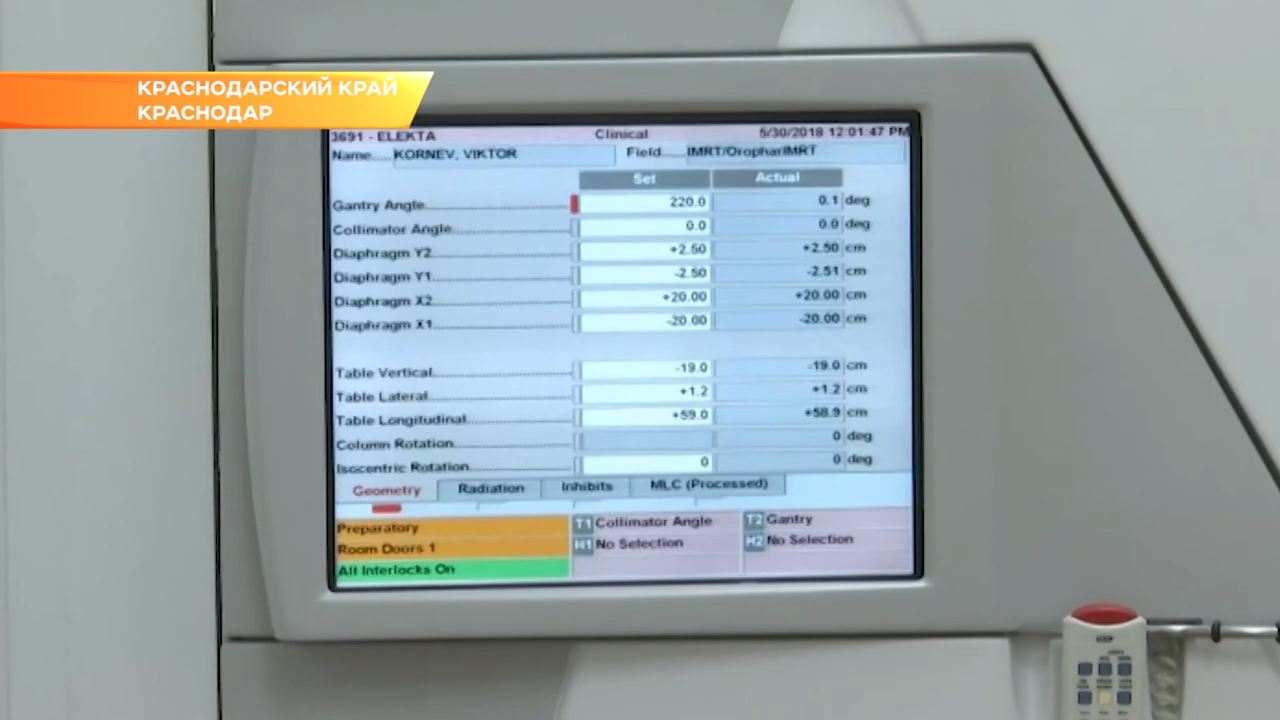 КРАСНОДАРСКИЙ КРАЙ
КРАСНОДАР
3691 - ELEKTA Clinical 5/30/2018 12:01:47 PM
Name.... KORNEV, VIKTOR Field..... IMRT/OropharIMRT
Set Actual
Gantry Angle 220.0 0.1 deg
Collimator Angle 0.0 0.0 deg
Diaphragm Y2 +2.50 +2.50 cm
Diaphragm Y1 -2.50 -2.51 cm
Diaphragm X2 +20.00 +20.00 cm
Diaphragm X1 -20.00 -20.00 cm
Table Vertical -19.0 -19.0 cm
Table Lateral +1.2 +1.2 cm
Table Longitudinal +59.0 +58.9 cm
Column Rotation 0 deg
Isocentric Rotation 0 0 deg
Geometry Radiation Inhibits MLC (Processed)
Preparatory T1 Collimator Angle T2 Gantry
Room Doors 1 H1 No Selection H2 No Selection
All Interlocks On